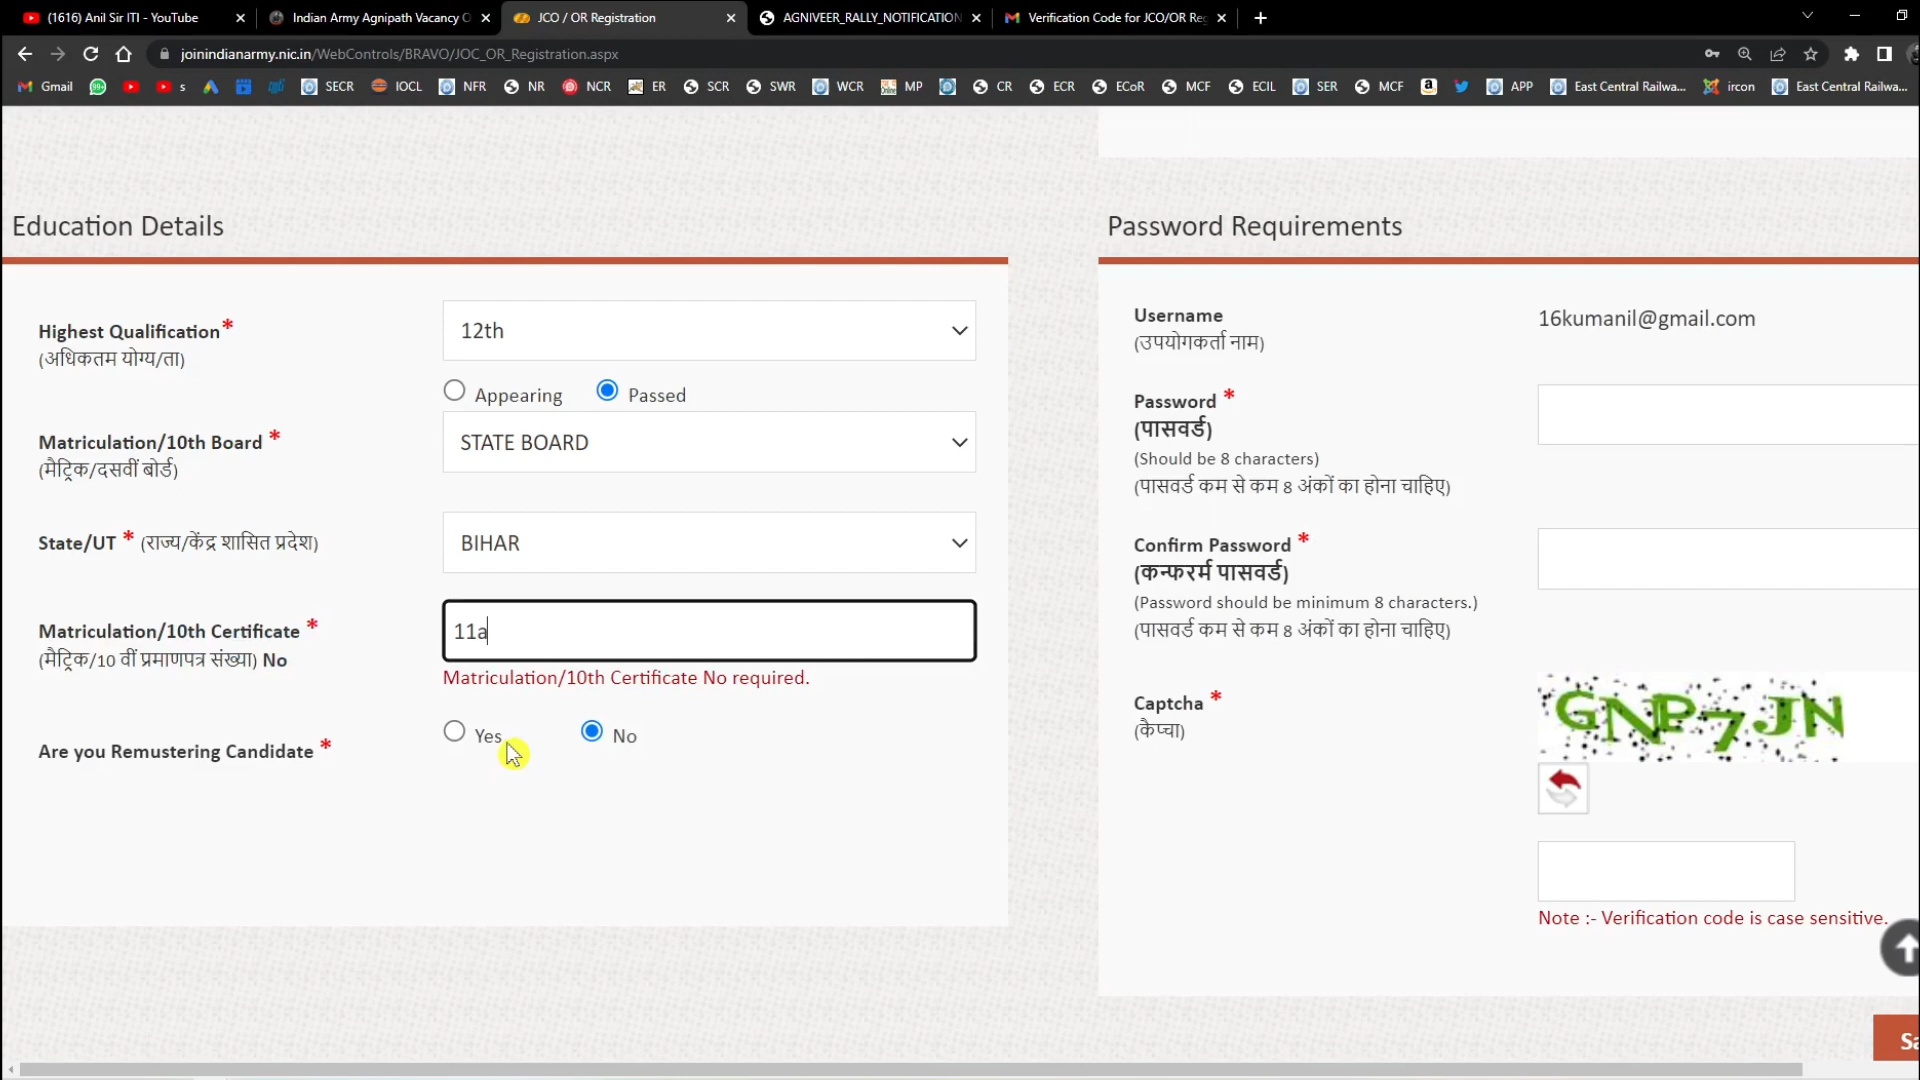 (1616) Anil Sir ITI - YouTube
Indian Army Agnipath Vacancy
JCO / OR Registration
AGNIVEER_RALLY_NOTIFICATION
Verification Code for JCO/OR Reg
joinindianarmy.nic.in/WebControls/BRAVO/JOC_OR_Registration.aspx
Gmail
99+
s
SECR
IOCL
NFR
NR
NCR
ER
SCR
SWR
WCR
MP
CR
ECR
ECoR
MCF
ECIL
SER
MCF
APP
East Central Railwa...
ircon
East Central Railwa...
Education Details
Highest Qualification*
(अधिकतम योग्य/ता)
12th
Appearing
Passed
Matriculation/10th Board *
(मैट्रिक/दसवीं बोर्ड)
STATE BOARD
State/UT * (राज्य/केंद्र शासित प्रदेश)
BIHAR
Matriculation/10th Certificate *
(मैट्रिक/10 वीं प्रमाणपत्र संख्या) No
11a
Matriculation/10th Certificate No required.
Are you Remustering Candidate *
Yes
No
Password Requirements
Username
(उपयोगकर्ता नाम)
16kumanil@gmail.com
Password *
(पासवर्ड)
(Should be 8 characters)
(पासवर्ड कम से कम 8 अंकों का होना चाहिए)
Confirm Password *
(कन्फरर्म पासवर्ड)
(Password should be minimum 8 characters.)
(पासवर्ड कम से कम 8 अंकों का होना चाहिए)
Captcha *
(कैप्चा)
GNP7JN
Note :- Verification code is case sensitive.
Sa